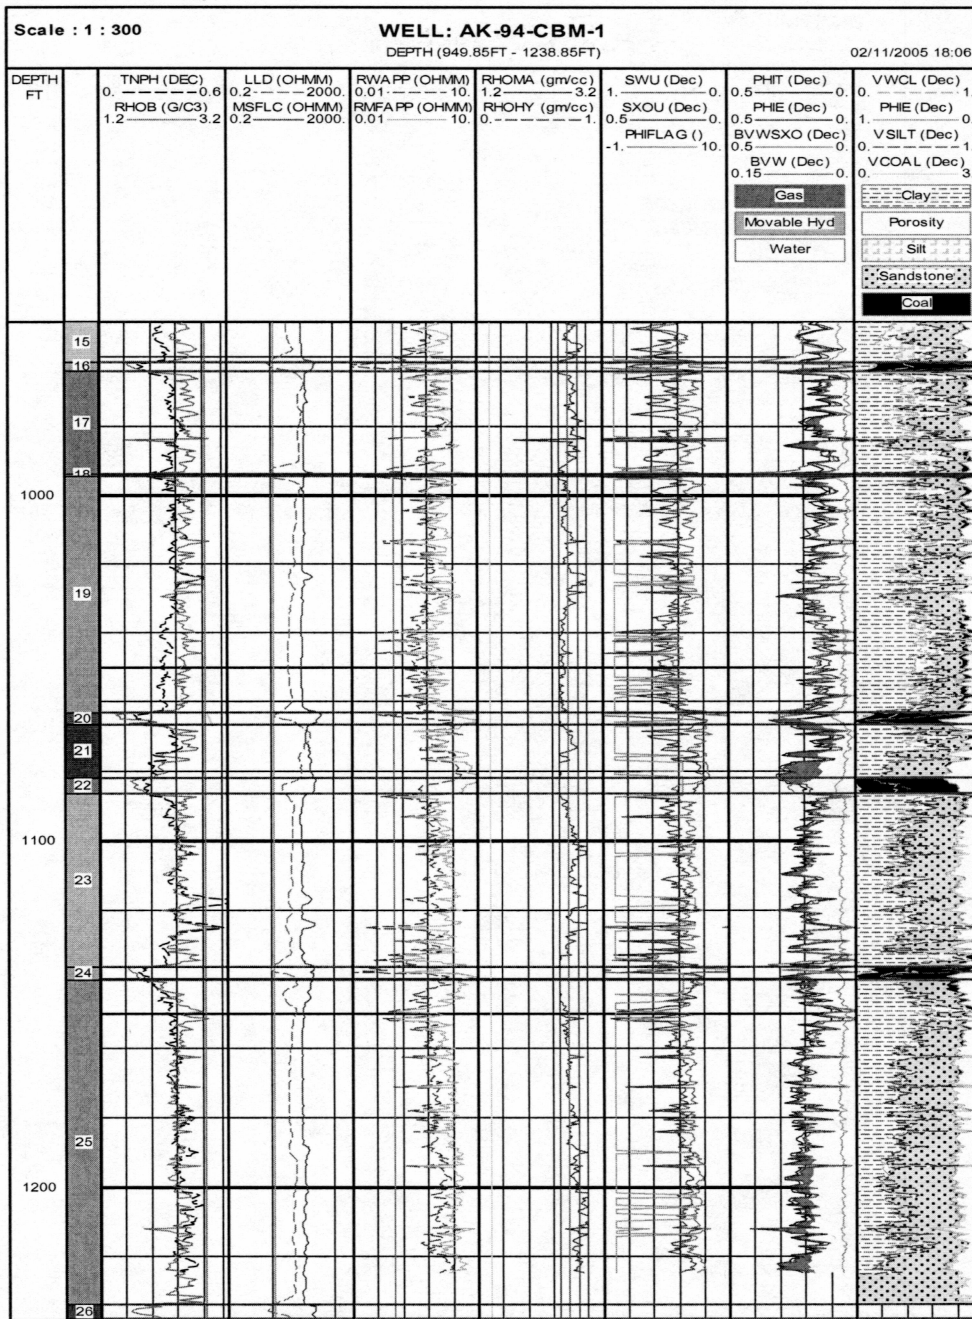 Scale : 1 : 300
WELL: AK-94-CBM-1
DEPTH (949.85FT - 1238.85FT)
02/11/2005 18:06
DEPTH
FT
TNPH (DEC)
0. 0.6
RHOB (G/C3)
1.2 3.2
LLD (OHMM)
0.2 2000.
MSFLC (OHMM)
0.2 2000.
RWAPP (OHMM)
0.01 10.
RMFAPP (OHMM)
0.01 10.
RHOMA (gm/cc)
1.2 3.2
RHOHY (gm/cc)
0. 1.
SWU (Dec)
1. 0.
SXOU (Dec)
0.5 0.
PHIFLAG ()
-1. 10.
PHIT (Dec)
0.5 0.
PHIE (Dec)
0.5 0.
BVWSXO (Dec)
0.5 0.
BVW (Dec)
0.15 0.
Gas
Movable Hyd
Water
VWCL (Dec)
0. 1.
PHIE (Dec)
1. 0.
VSILT (Dec)
0. 1.
VCOAL (Dec)
0. 3
Clay
Porosity
Silt
Sandstone
Coal
15
16
17
18
1000
19
20
21
22
1100
23
24
25
1200
26